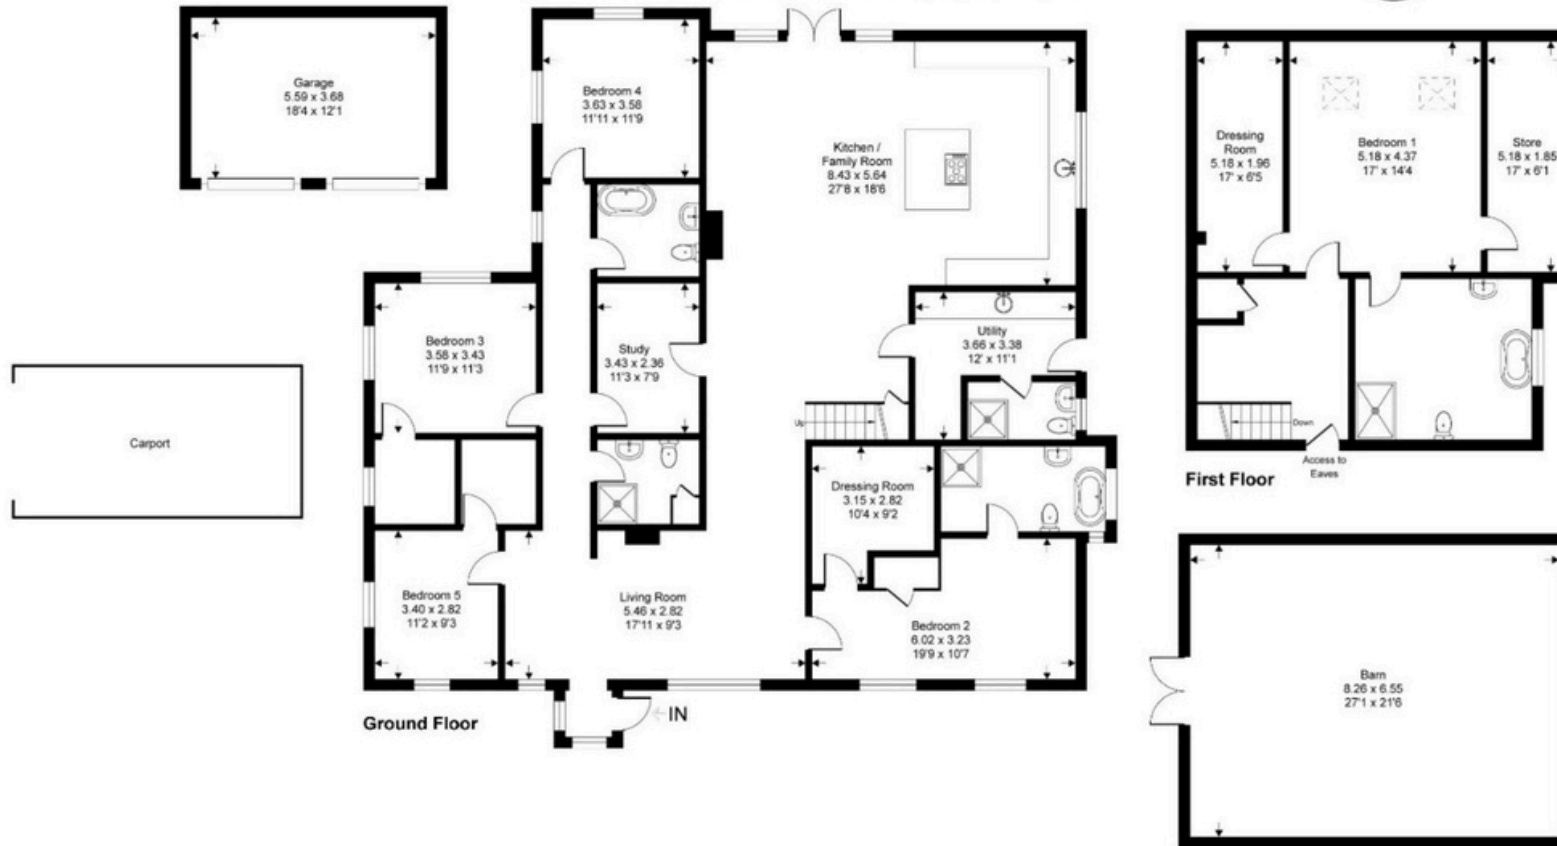 Garage
5.59 x 3.68
18'4 x 12'1
Bedroom 4
3.63 x 3.58
11'11 x 11'9
Kitchen /
Family Room
8.43 x 5.64
27'8 x 18'6
Dressing
Room
5.18 x 1.96
17' x 6'5
Bedroom 1
5.18 x 4.37
17' x 14'4
Store
5.18 x 1.85
17' x 6'1
Bedroom 3
3.58 x 3.43
11'9 x 11'3
Study
3.43 x 2.36
11'3 x 7'9
Utility
3.66 x 3.38
12' x 11'1
Carport
Up
Down
Access to
Eaves
First Floor
Dressing Room
3.15 x 2.82
10'4 x 9'2
Bedroom 5
3.40 x 2.82
11'2 x 9'3
Living Room
5.46 x 2.82
17'11 x 9'3
Bedroom 2
6.02 x 3.23
19'9 x 10'7
Barn
8.26 x 6.55
27'1 x 21'6
IN
Ground Floor